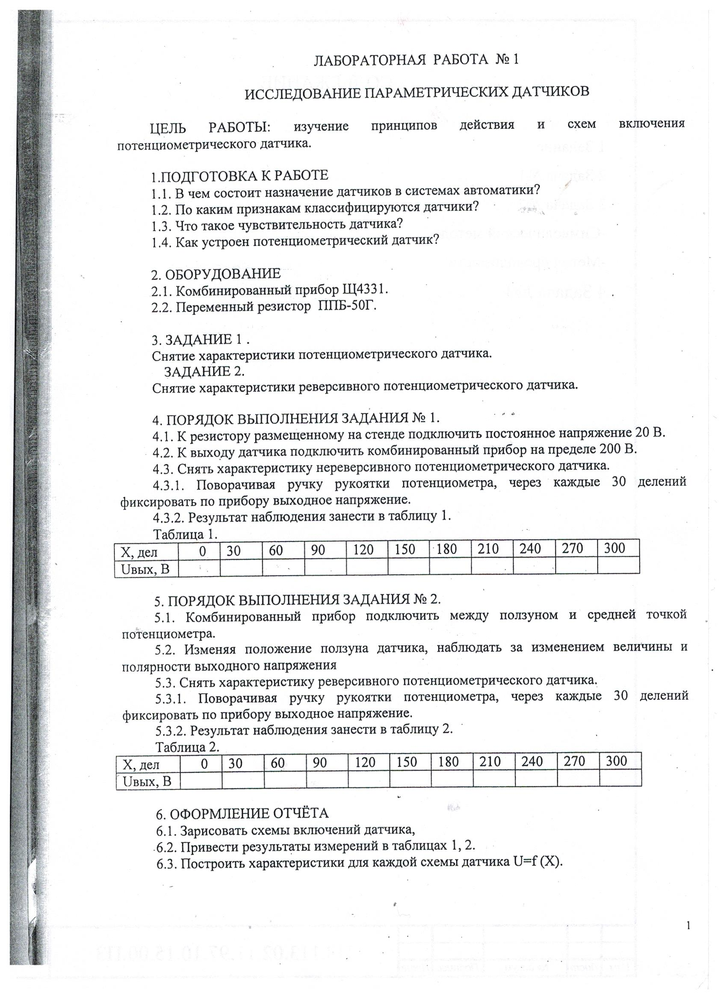 ЛАБОРАТОРНАЯ РАБОТА № 1
ИССЛЕДОВАНИЕ ПАРАМЕТРИЧЕСКИХ ДАТЧИКОВ
ЦЕЛЬ РАБОТЫ: изучение принципов действия и схем включения
потенциометрического датчика.
1.ПОДГОТОВКА К РАБОТЕ
1.1. В чем состоит назначение датчиков в системах автоматики?
1.2. По каким признакам классифицируются датчики?
1.3. Что такое чувствительность датчика?
1.4. Как устроен потенциометрический датчик?
2. ОБОРУДОВАНИЕ
2.1. Комбинированный прибор Щ4331.
2.2. Переменный резистор ППБ-50Г.
3. ЗАДАНИЕ 1 .
Снятие характеристики потенциометрического датчика.
ЗАДАНИЕ 2.
Снятие характеристики реверсивного потенциометрического датчика.
4. ПОРЯДОК ВЫПОЛНЕНИЯ ЗАДАНИЯ № 1.
4.1. К резистору размещенному на стенде подключить постоянное напряжение 20 В.
4.2. К выходу датчика подключить комбинированный прибор на пределе 200 В.
4.3. Снять характеристику нереверсивного потенциометрического датчика.
4.3.1. Поворачивая ручку рукоятки потенциометра, через каждые 30 делений
фиксировать по прибору выходное напряжение.
4.3.2. Результат наблюдения занести в таблицу 1.
Таблица 1.
X, дел 0 30 60 90 120 150 180 210 240 270 300
Uвых, В
5. ПОРЯДОК ВЫПОЛНЕНИЯ ЗАДАНИЯ № 2.
5.1. Комбинированный прибор подключить между ползуном и средней точкой
потенциометра.
5.2. Изменяя положение ползуна датчика, наблюдать за изменением величины и
полярности выходного напряжения
5.3. Снять характеристику реверсивного потенциометрического датчика.
5.3.1. Поворачивая ручку рукоятки потенциометра, через каждые 30 делений
фиксировать по прибору выходное напряжение.
5.3.2. Результат наблюдения занести в таблицу 2.
Таблица 2.
X, дел 0 30 60 90 120 150 180 210 240 270 300
Uвых, В
6. ОФОРМЛЕНИЕ ОТЧЁТА
6.1. Зарисовать схемы включений датчика,
6.2. Привести результаты измерений в таблицах 1, 2.
6.3. Построить характеристики для каждой схемы датчика U=f (X).
1